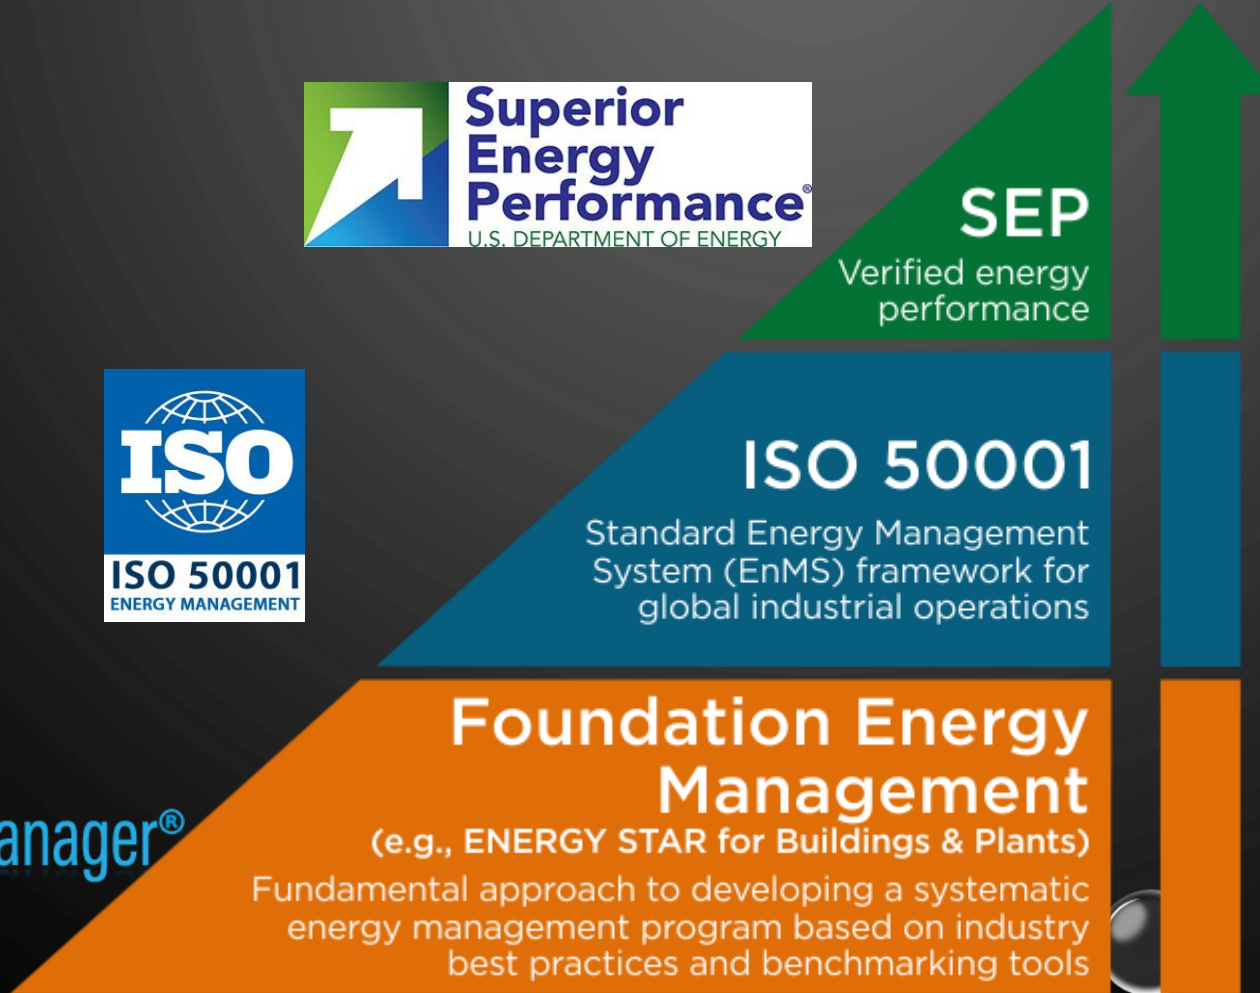 Superior
Energy
Performance®
U.S. DEPARTMENT OF ENERGY
SEP
Verified energy
performance
ISO
ISO 50001
ENERGY MANAGEMENT
ISO 50001
Standard Energy Management
System (EnMS) framework for
global industrial operations
Foundation Energy
Management
(e.g., ENERGY STAR for Buildings & Plants)
Fundamental approach to developing a systematic
energy management program based on industry
best practices and benchmarking tools
anager®